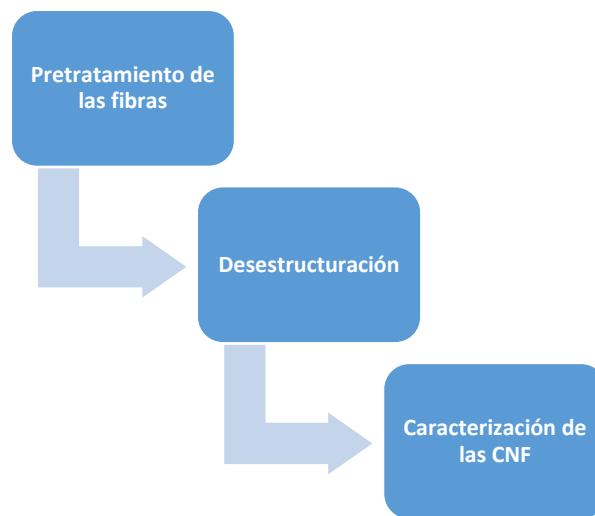 Pretratamiento de
las fibras
Desestructuración
Caracterización de
las CNF